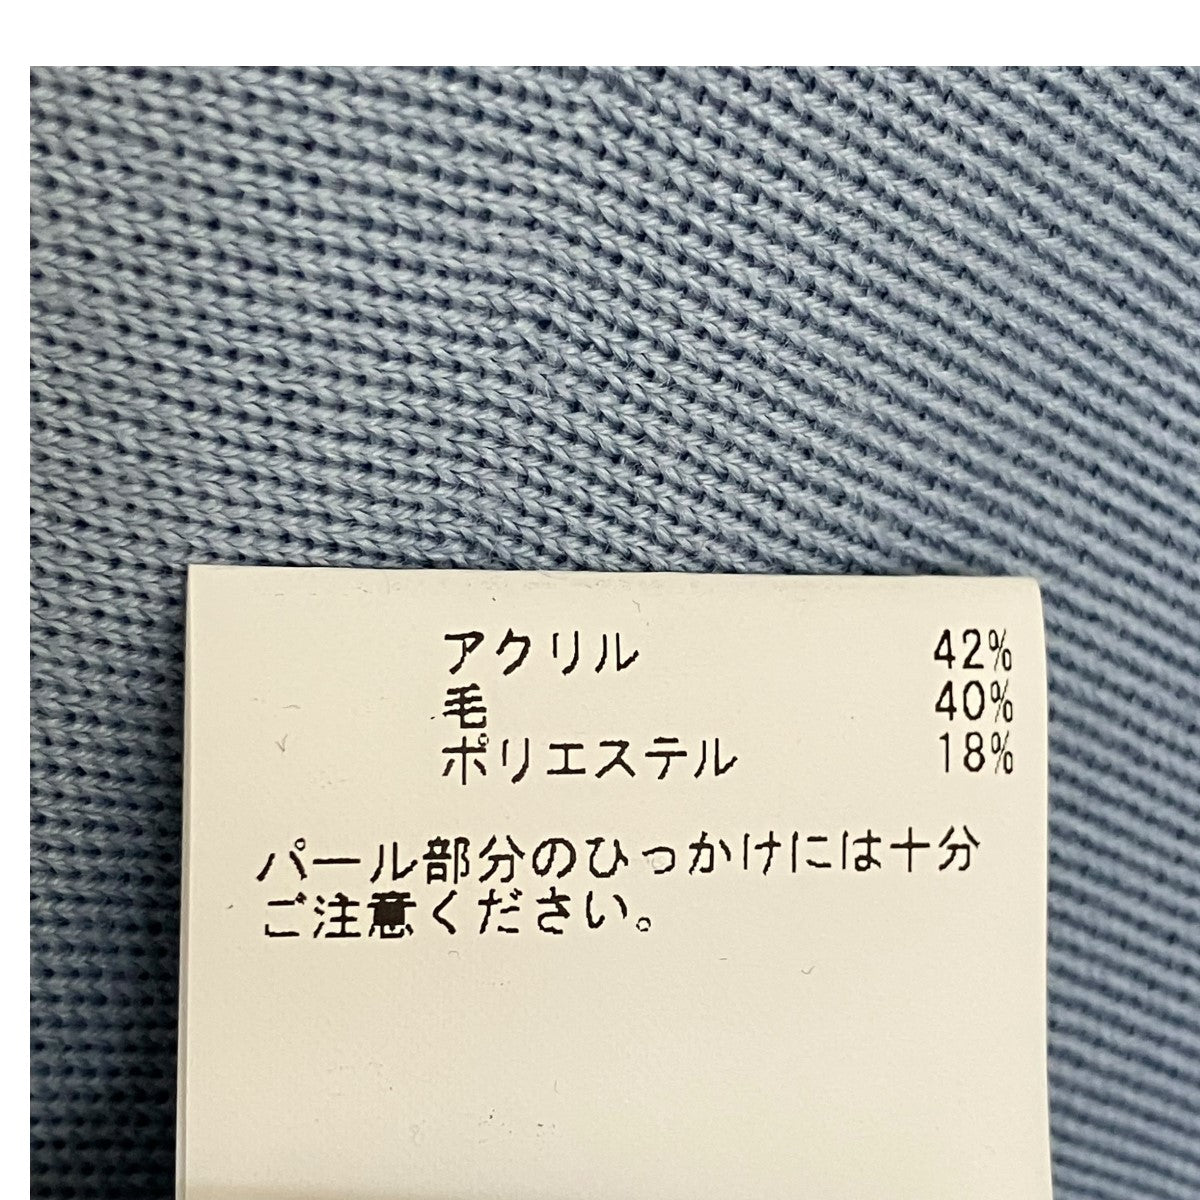 アクリル 42%
毛 40%
ポリエステル 18%
パール部分のひっかけには十分
ご注意ください。